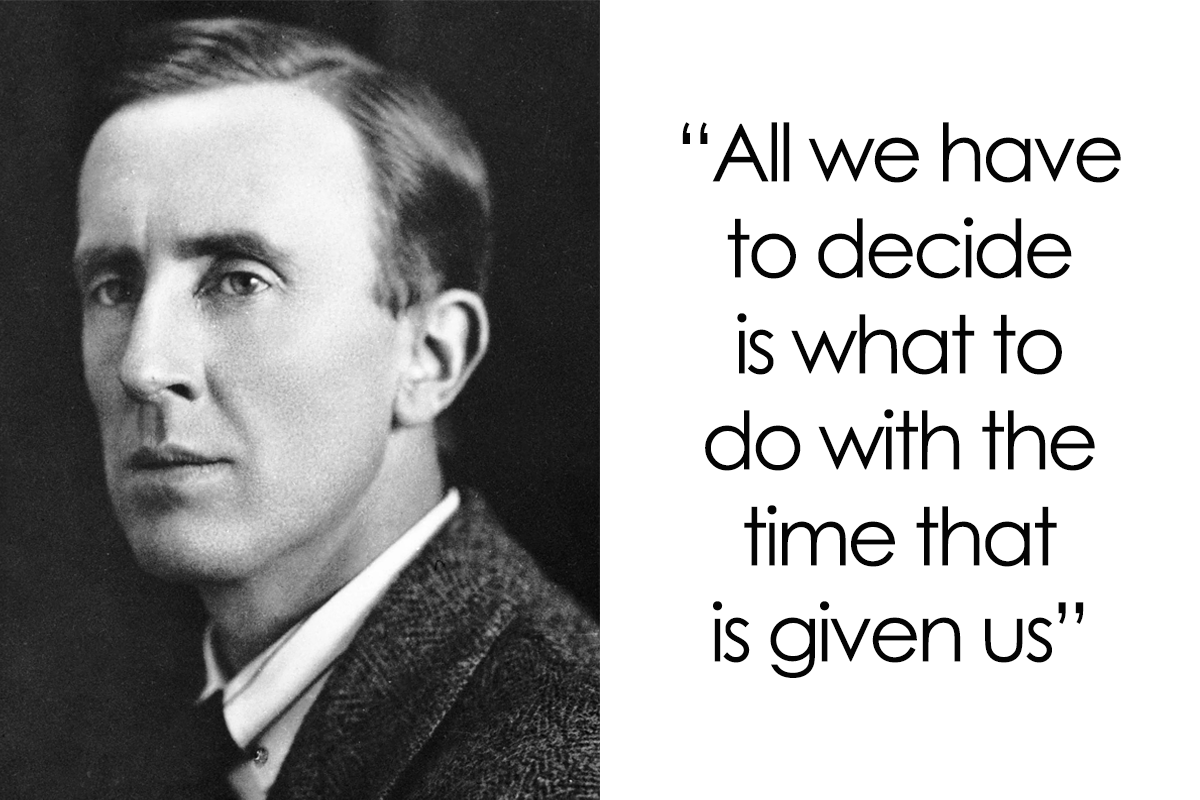 “All we have
to decide
is what to
do with the
time that
is given us”